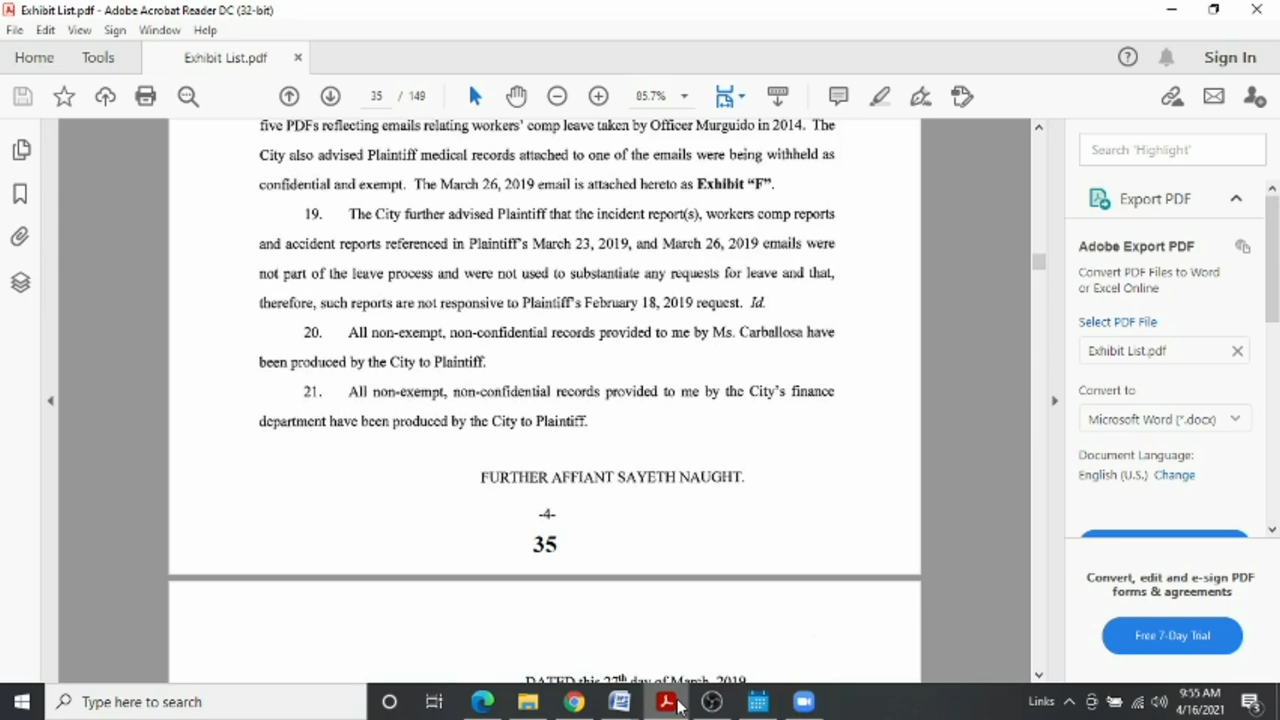 Exhibit List.pdf - Adobe Acrobat Reader DC (32-bit)
File Edit View Sign Window Help
Home Tools Exhibit List.pdf × Sign In
35 / 149 85.7%
five PDFs reflecting emails relating workers' comp leave taken by Officer Murguido in 2014. The
City also advised Plaintiff medical records attached to one of the emails were being withheld as
confidential and exempt. The March 26, 2019 email is attached hereto as Exhibit "F".
19. The City further advised Plaintiff that the incident report(s), workers comp reports
and accident reports referenced in Plaintiff's March 23, 2019, and March 26, 2019 emails were
not part of the leave process and were not used to substantiate any requests for leave and that,
therefore, such reports are not responsive to Plaintiff's February 18, 2019 request. Id.
20. All non-exempt, non-confidential records provided to me by Ms. Carballosa have
been produced by the City to Plaintiff.
21. All non-exempt, non-confidential records provided to me by the City's finance
department have been produced by the City to Plaintiff.
FURTHER AFFIANT SAYETH NAUGHT.
-4-
35
DATED this 27th day of March, 2019
Search 'Highlight'
Export PDF
Adobe Export PDF
Convert PDF Files to Word
or Excel Online
Select PDF File
Exhibit List.pdf
Convert to
Microsoft Word (*.docx)
Document Language:
English (U.S.) Change
Convert, edit and e-sign PDF
forms & agreements
Free 7-Day Trial
Type here to search
Links
9:55 AM
4/16/2021
3